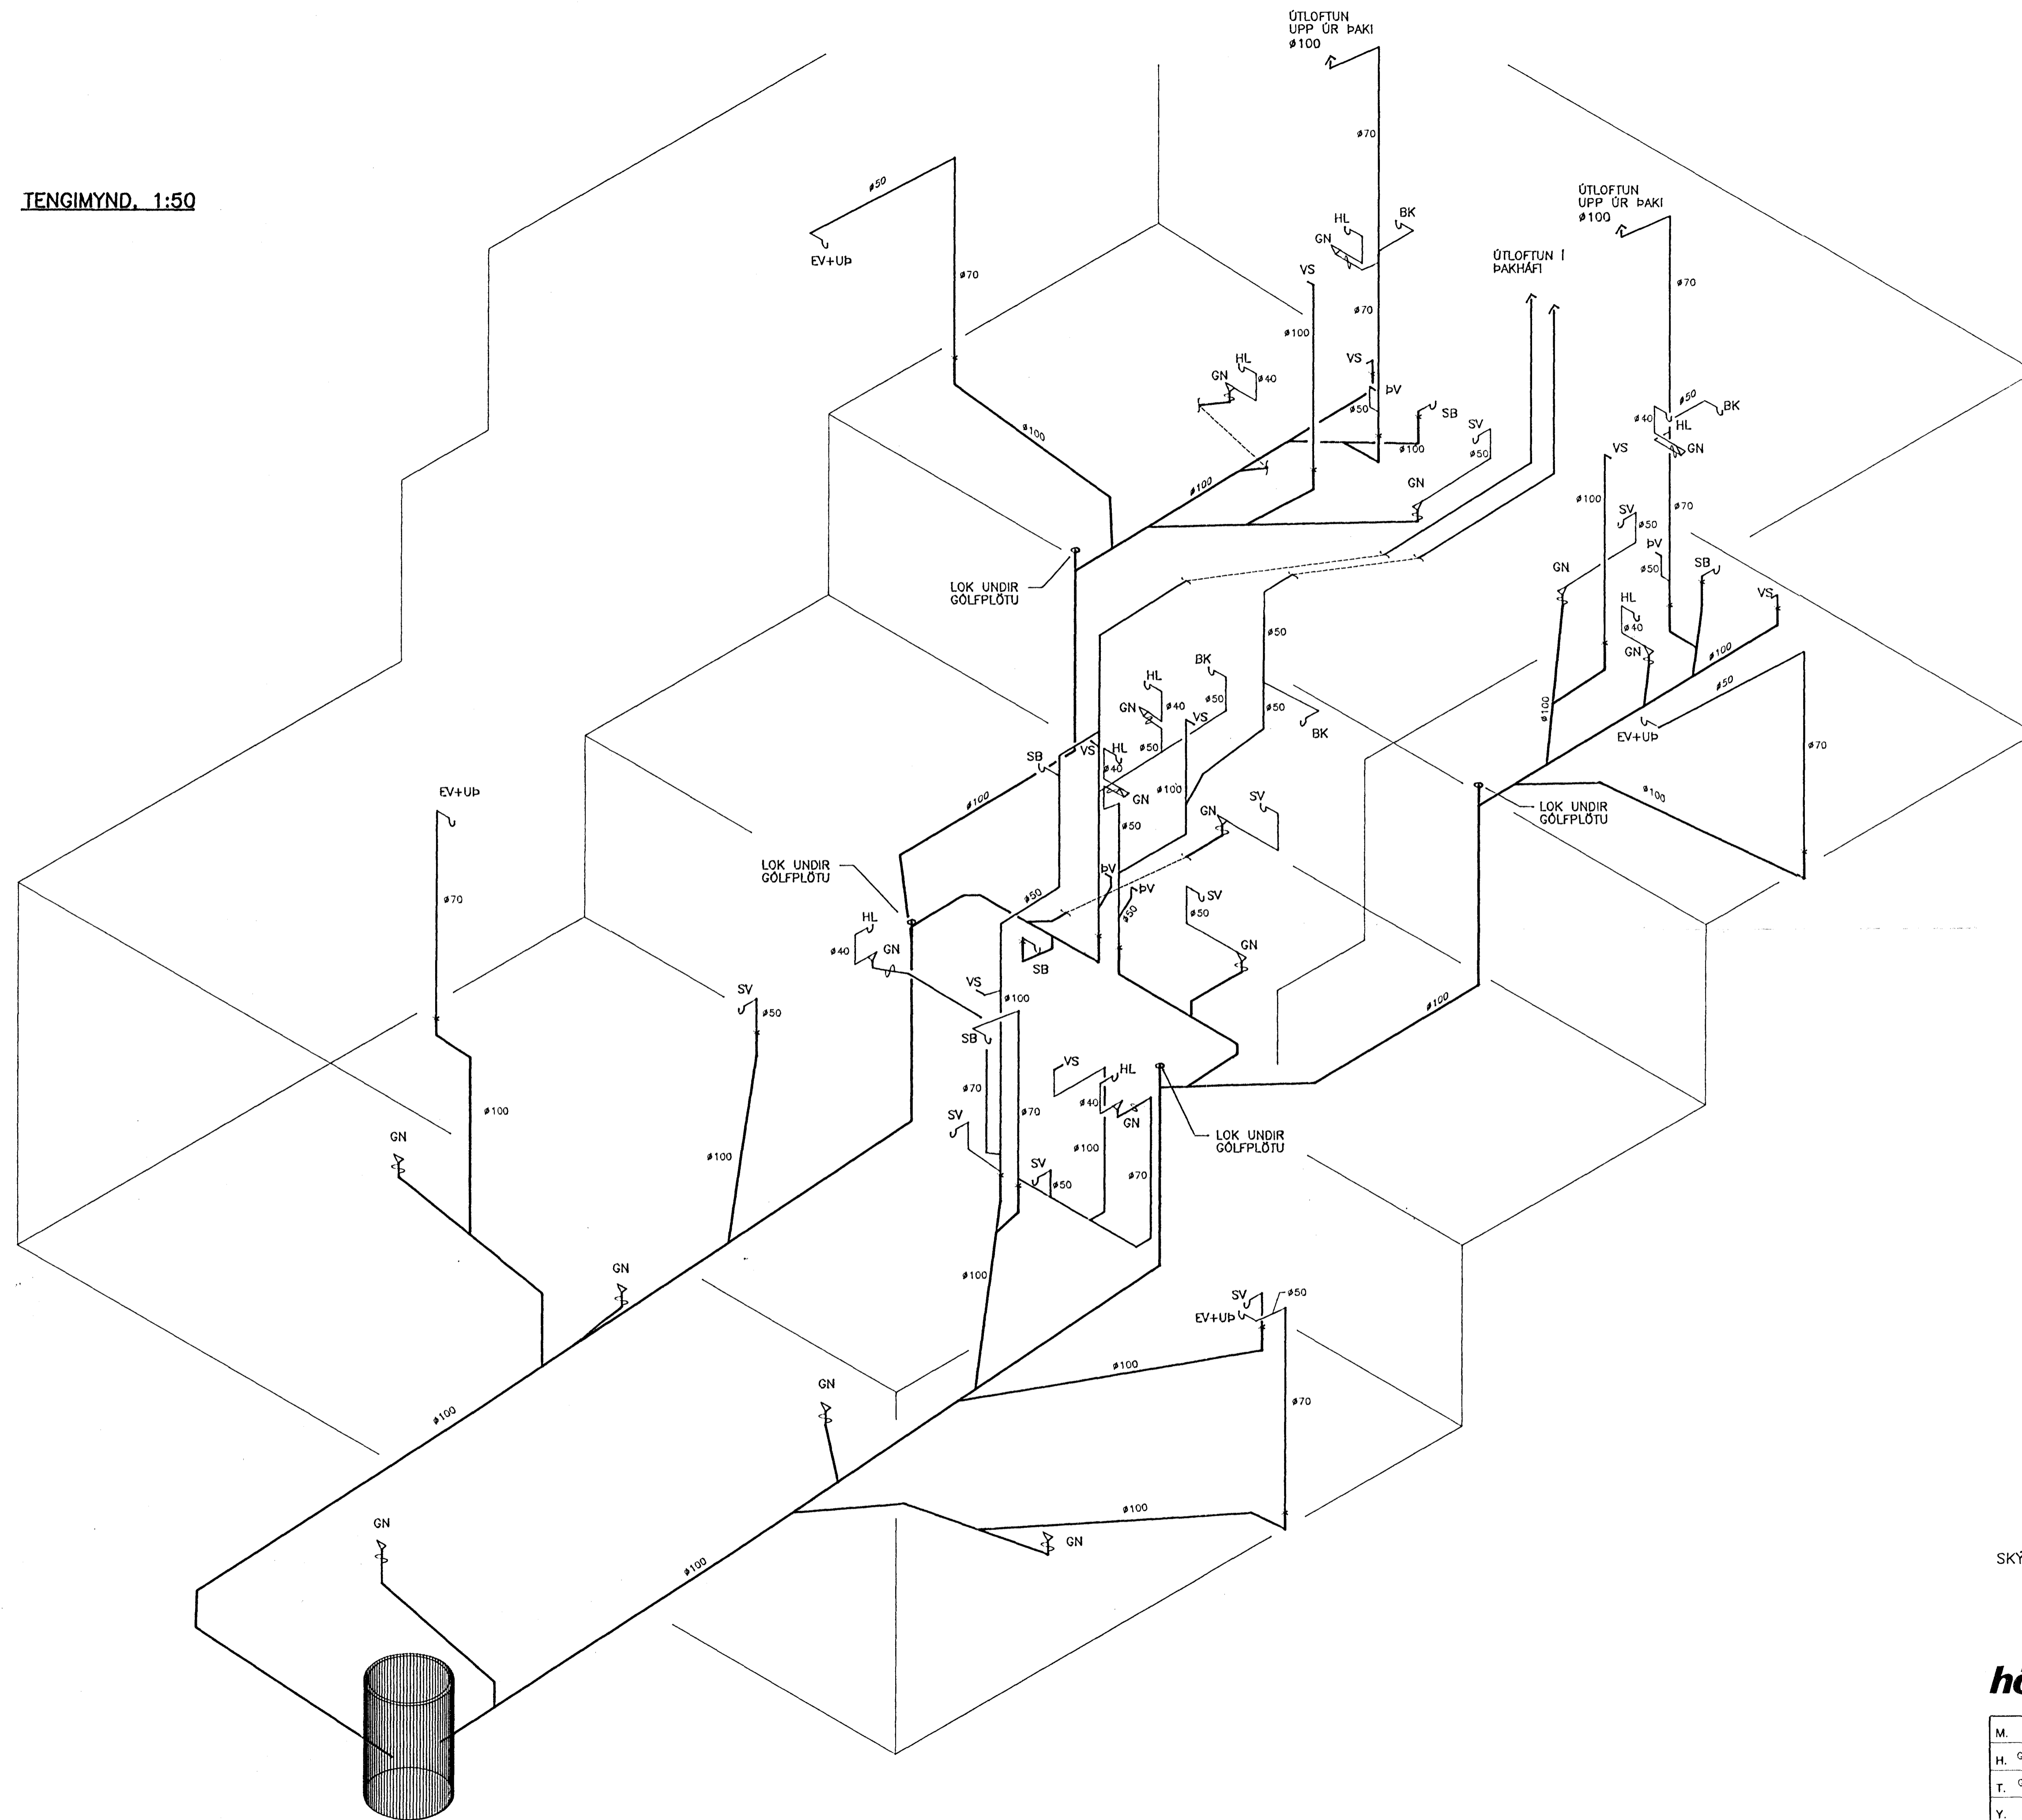 ÚTLOFTUN
UPP ÚR ÞAKI
ø100
TENGIMYND, 1:50
ø70
ø50
EV+UÞ
ø70
HL
BK
GN
VS
ø70
ø100
ÚTLOFTUN
UPP ÚR ÞAKI
ø100
ÚTLOFTUN Í
ÞAKHÁFI
ø70
HL
GN
ø40
VS
ÞV
ø50
SB
ø100
SV
ø50
ø100
ø100
GN
ø50
BK
ø40
HL
GN
VS
ø100
SV
ø50
ø70
ÞV
ø50
SB
VS
GN
HL
ø40
GN
ø100
ø50
ø100
EV+UÞ
ø70
ø100
LOK UNDIR
GÓLFPLÖTU
ø50
BK
HL
ø50
GN
ø40
VS
ø50
ø50
BK
SB
VS
HL
ø40
ø100
GN
ø100
ø50
GN
SV
LOK UNDIR
GÓLFPLÖTU
EV+UÞ
ø70
LOK UNDIR
GÓLFPLÖTU
ÞV
ÞV
ø50
ø50
SV
ø50
HL
ø40
GN
GN
SB
VS
ø100
SV
ø50
SB
ø100
ø70
ø70
VS
HL
ø40
GN
SV
ø100
ø70
SV
ø50
LOK UNDIR
GÓLFPLÖTU
ø100
GN
ø100
GN
ø100
SV
ø50
EV+UÞ
ø100
ø70
GN
ø100
ø100
GN
GN
ø100
SKÝ
M.
H.
T.
Y.